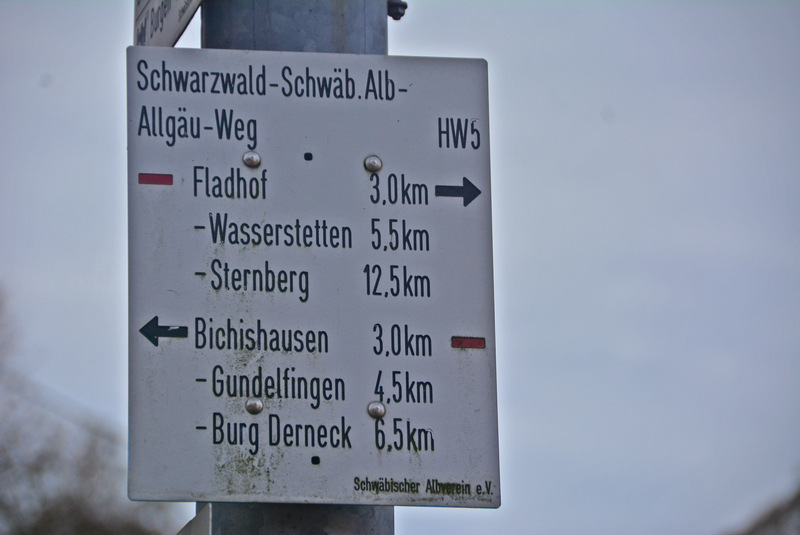 Burgen
Schwarzwald-Schwäb.Alb-
Allgäu-Weg HW5
Fladhof 3,0km
-Wasserstetten 5,5km
-Sternberg 12,5km
Bichishausen 3,0km
-Gundelfingen 4,5km
-Burg Derneck 6,5km
Schwäbischer Albverein e.V.